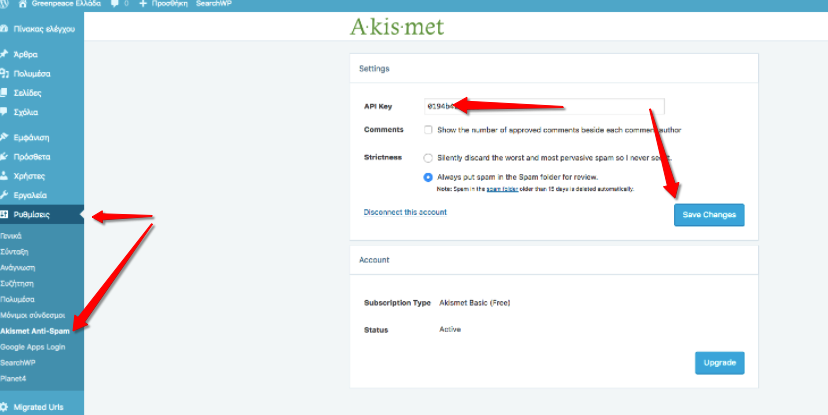 Greenpeace Ελλάδα 0 + Προσθήκη SearchWP
Πίνακας ελέγχου
Άρθρα
Πολυμέσα
Σελίδες
Σχόλια
Εμφάνιση
Πρόσθετα
Χρήστες
Εργαλεία
Ρυθμίσεις
Γενικά
Σύνταξη
Ανάγνωση
Συζήτηση
Πολυμέσα
Μόνιμοι σύνδεσμοι
Akismet Anti-Spam
Google Apps Login
SearchWP
Planet4
Migrated Urls
A·kis·met
Settings
API Key
Comments Show the number of approved comments beside each comment author
Strictness Silently discard the worst and most pervasive spam so I never
Always put spam in the Spam folder for review.
Note: Spam in the spam folder older than 15 days is deleted automatically.
Disconnect this account
Save Changes
Account
Subscription Type Akismet Basic (Free)
Status Active
Upgrade